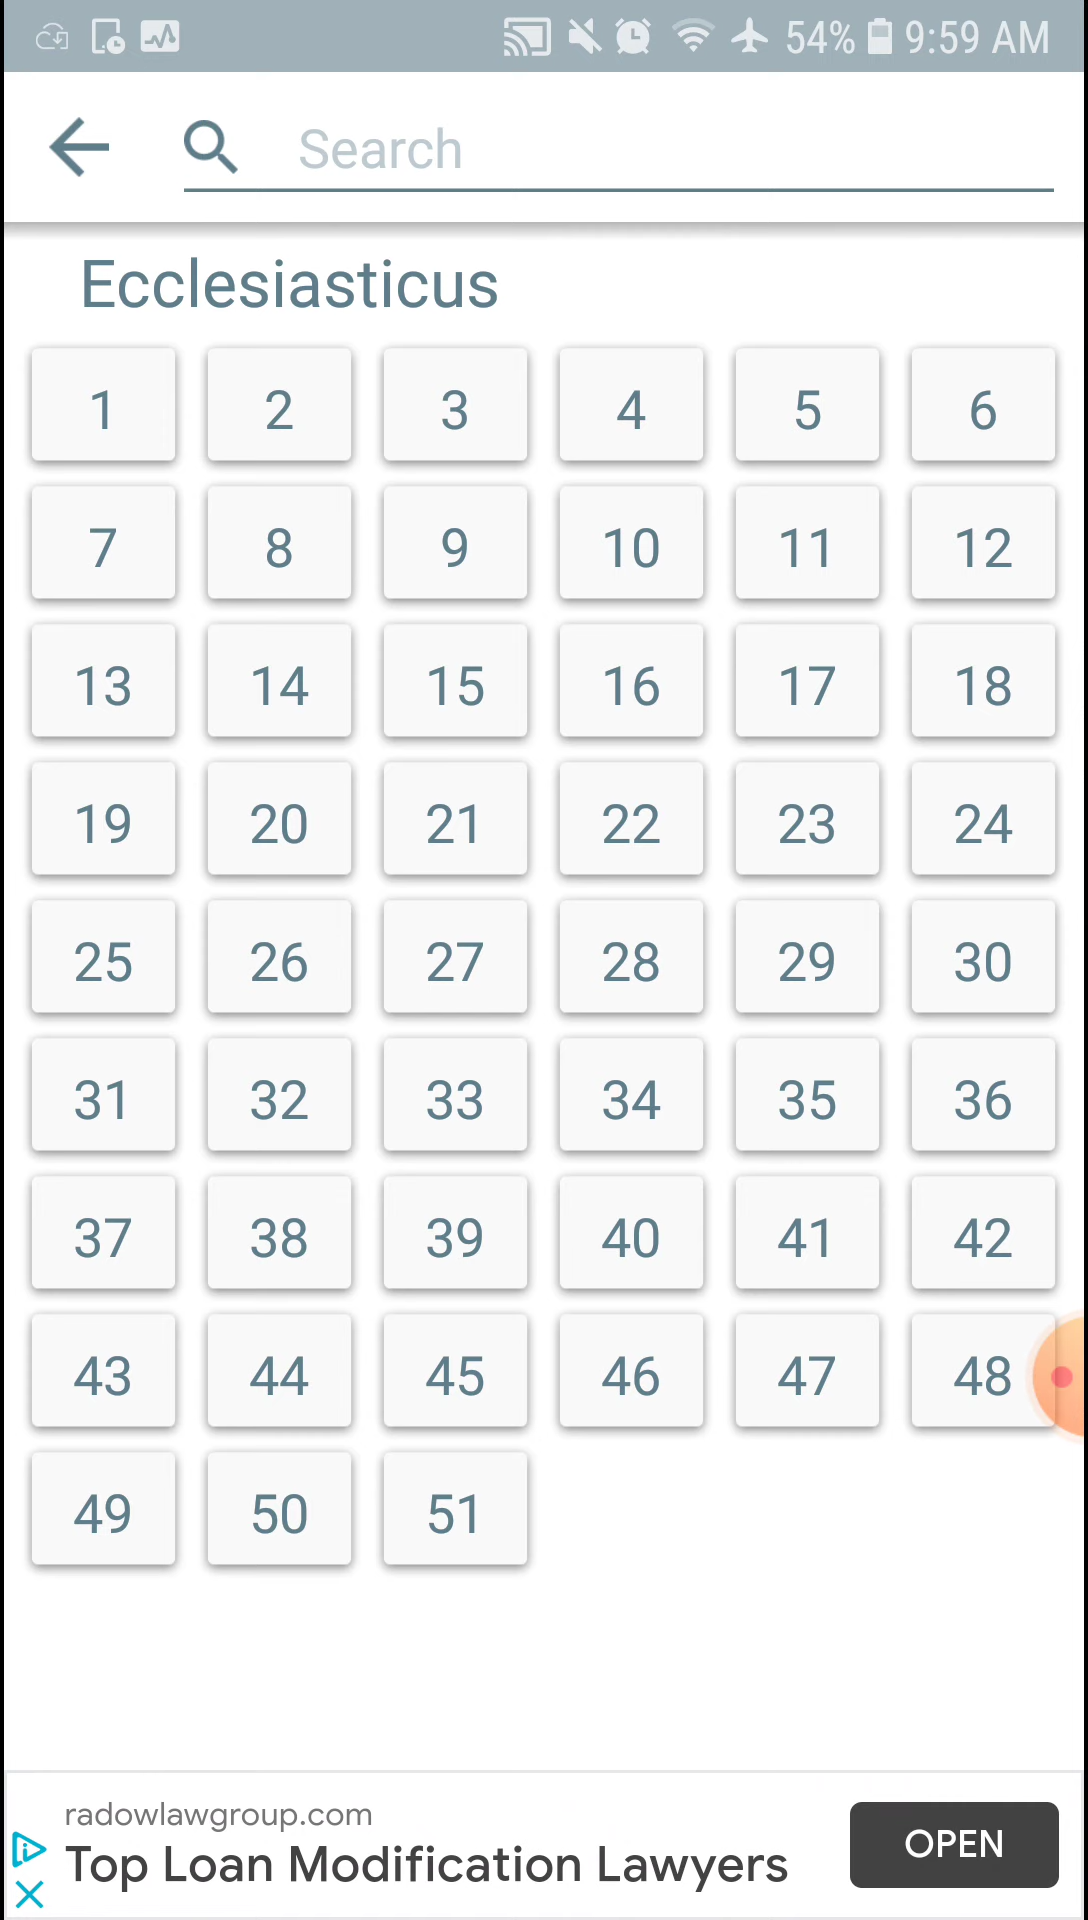 54% 9:59 AM
Search
Ecclesiasticus
1 2 3 4 5 6
7 8 9 10 11 12
13 14 15 16 17 18
19 20 21 22 23 24
25 26 27 28 29 30
31 32 33 34 35 36
37 38 39 40 41 42
43 44 45 46 47 48
49 50 51
radowlawgroup.com
Top Loan Modification Lawyers
OPEN